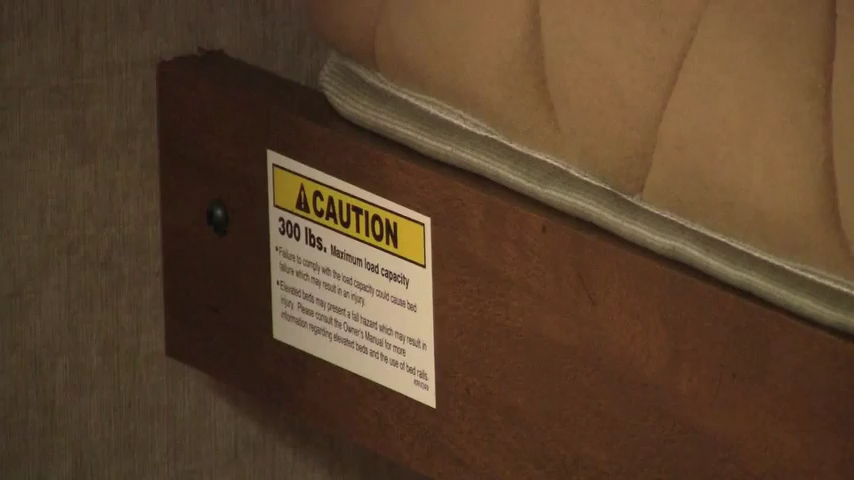 CAUTION
300 lbs. Maximum load capacity
•Failure to comply with the load capacity could cause bed
failure which may result in an injury.
•Elevated beds may present a fall hazard which may result in
injury. Please consult the Owner's Manual for more
information regarding elevated beds and the use of bed rails.